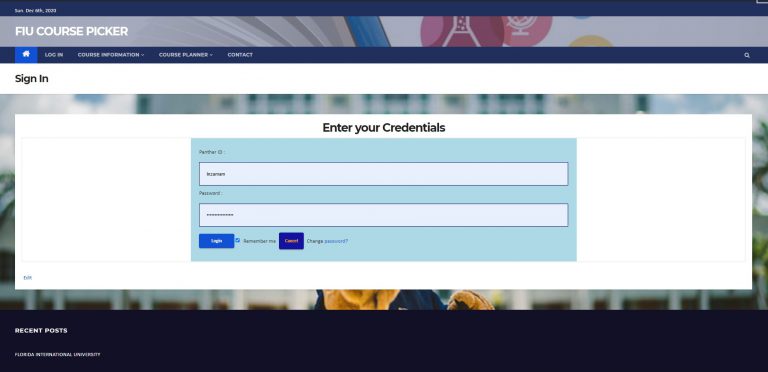 Sun. Dec 6th, 2020
FIU COURSE PICKER
LOG IN COURSE INFORMATION COURSE PLANNER CONTACT
Sign In
Enter your Credentials
Panther ID :
Password :
Login Remember me Cancel Change password?
Edit
RECENT POSTS
FLORIDA INTERNATIONAL UNIVERSITY